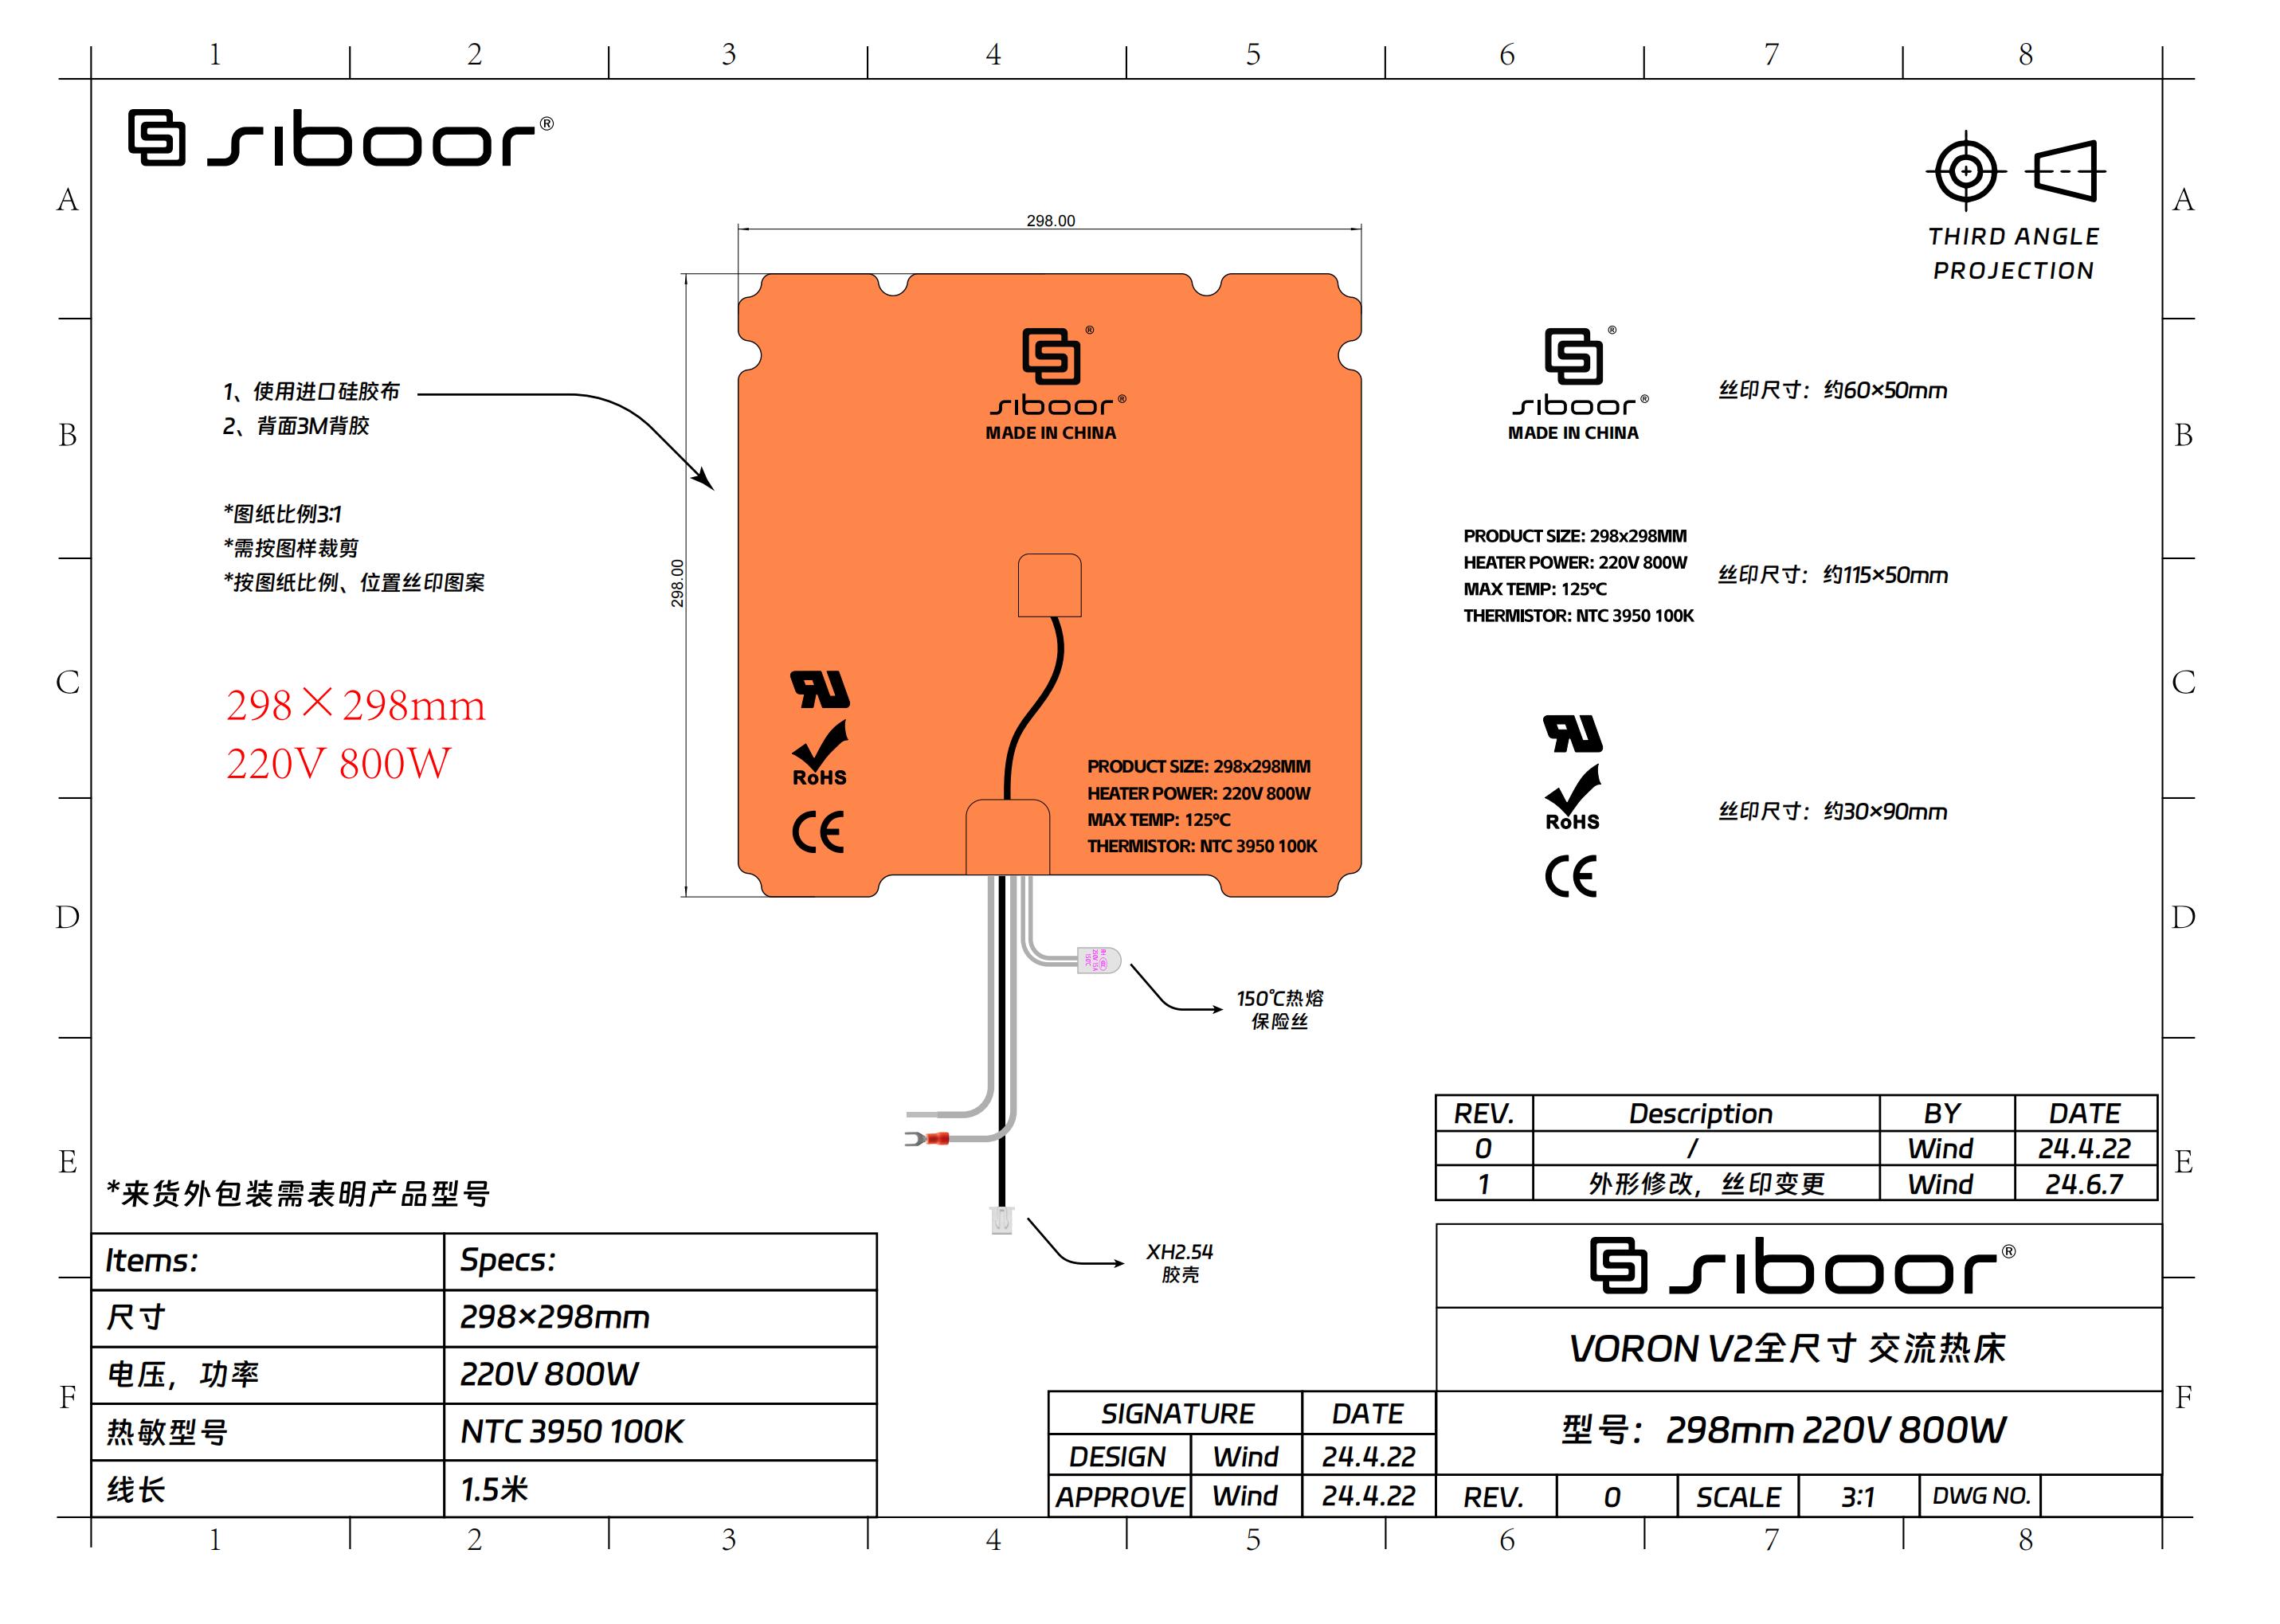 1 2 3 4 5 6 7 8
siboor®
THIRD ANGLE
PROJECTION
A A
298.00
®
siboor®
MADE IN CHINA
®
siboor®
MADE IN CHINA
丝印尺寸：约60×50mm
1、使用进口硅胶布
2、背面3M背胶
B B
*图纸比例3:1
*需按图样裁剪
*按图纸比例、位置丝印图案
298.00
PRODUCT SIZE: 298x298MM
HEATER POWER: 220V 800W
MAX TEMP: 125°C
THERMISTOR: NTC 3950 100K
丝印尺寸：约115×50mm
C C
298×298mm
220V 800W
RoHS
CE
PRODUCT SIZE: 298x298MM
HEATER POWER: 220V 800W
MAX TEMP: 125°C
THERMISTOR: NTC 3950 100K
RoHS
CE
丝印尺寸：约30×90mm
D D
150℃热熔
保险丝
XH2.54
胶壳
E E
REV. Description BY DATE
0 / Wind 24.4.22
1 外形修改，丝印变更 Wind 24.6.7
*来货外包装需表明产品型号
Items: Specs:
尺寸 298×298mm
电压，功率 220V 800W
热敏型号 NTC 3950 100K
线长 1.5米
F F
siboor®
VORON V2全尺寸 交流热床
型号：298mm 220V 800W
SIGNATURE DATE
DESIGN Wind 24.4.22
APPROVE Wind 24.4.22
REV. 0 SCALE 3:1 DWG NO.
1 2 3 4 5 6 7 8